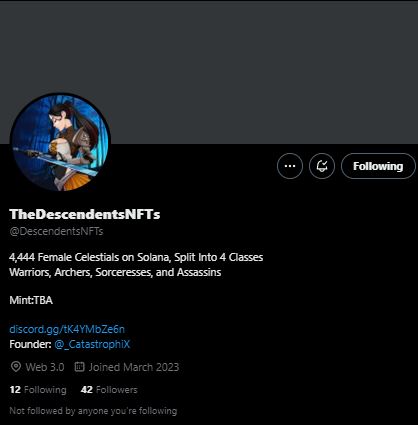 Following
TheDescendentsNFTs
@DescendentsNFTs
4,444 Female Celestials on Solana, Split Into 4 Classes
Warriors, Archers, Sorceresses, and Assassins
Mint:TBA
discord.gg/tK4YMbZe6n
Founder: @_CatastrophiX
Web 3.0 Joined March 2023
12 Following 42 Followers
Not followed by anyone you're following